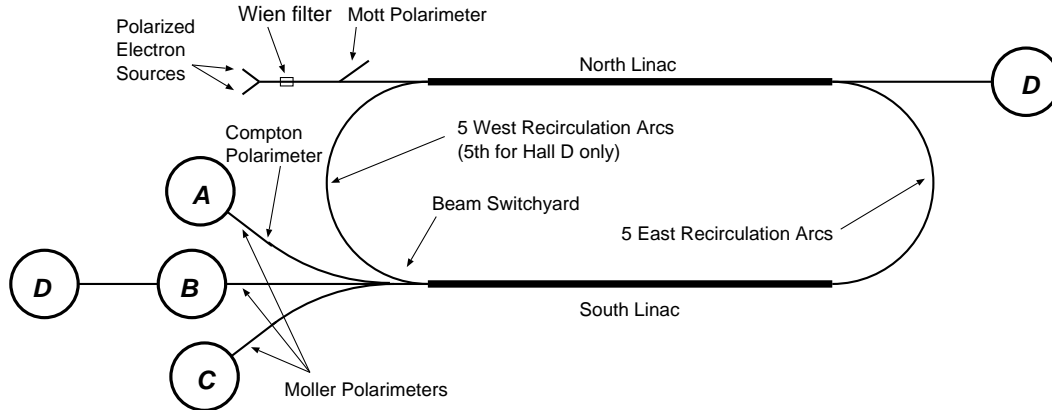 Polarized
Electron
Sources
Wien filter
Mott Polarimeter
North Linac
D
Compton
Polarimeter
5 West Recirculation Arcs
(5th for Hall D only)
A
Beam Switchyard
5 East Recirculation Arcs
D
B
South Linac
C
Moller Polarimeters